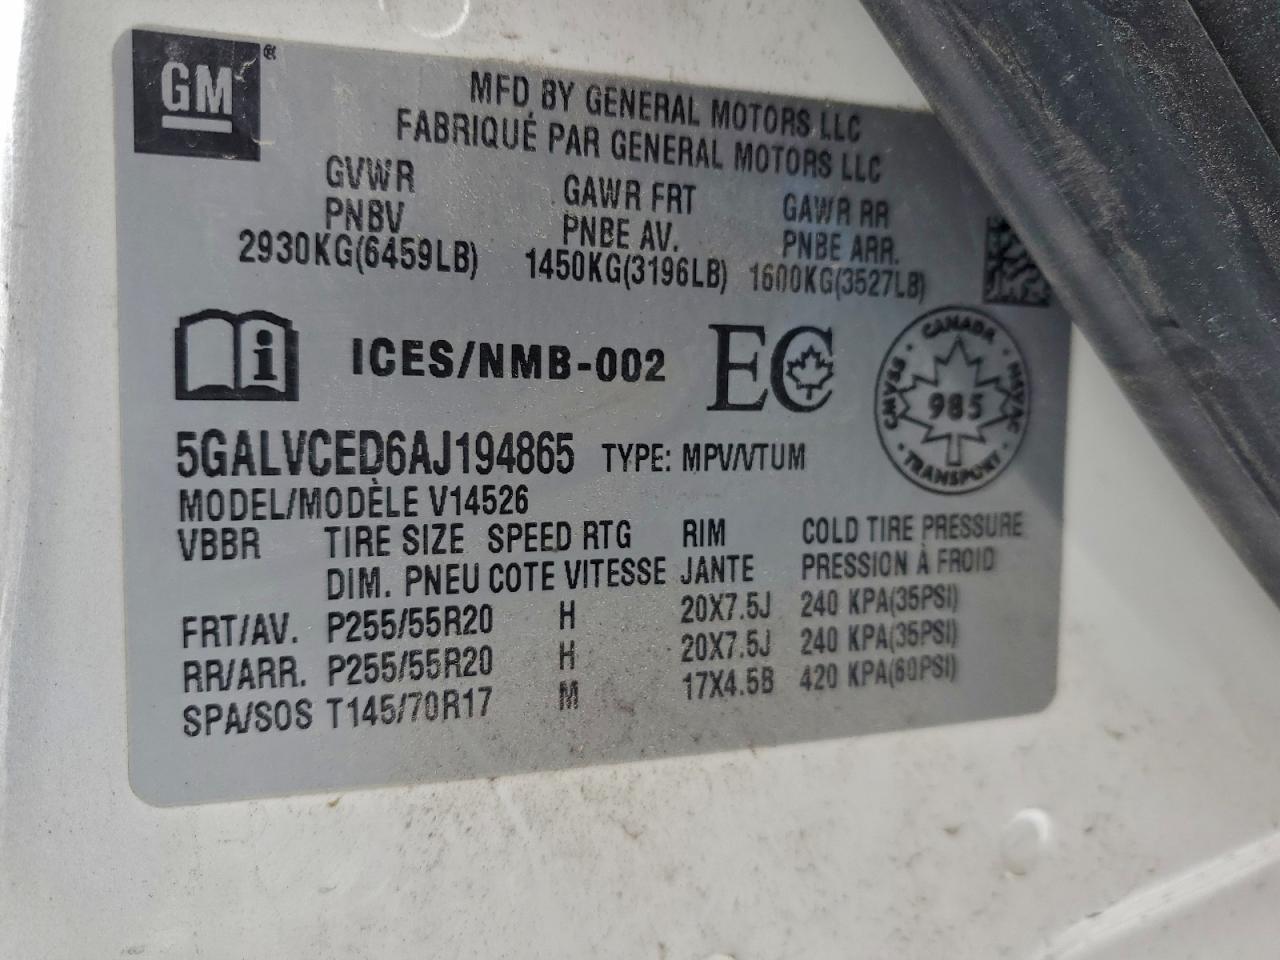 GM®
MFD BY GENERAL MOTORS LLC
FABRIQUÉ PAR GENERAL MOTORS LLC
GVWR GAWR FRT GAWR RR
PNBV PNBE AV. PNBE ARR.
2930KG(6459LB) 1450KG(3196LB) 1600KG(3527LB)
i ICES/NMB-002 EC
CANADA
CMVSS 985 NSVAC
TRANSPORT
5GALVCED6AJ194865 TYPE: MPV/VTUM
MODEL/MODÈLE V14526
VBBR TIRE SIZE SPEED RTG RIM COLD TIRE PRESSURE
DIM. PNEU COTE VITESSE JANTE PRESSION À FROID
FRT/AV. P255/55R20 H 20X7.5J 240 KPA(35PSI)
RR/ARR. P255/55R20 H 20X7.5J 240 KPA(35PSI)
SPA/SOS T145/70R17 M 17X4.5B 420 KPA(60PSI)